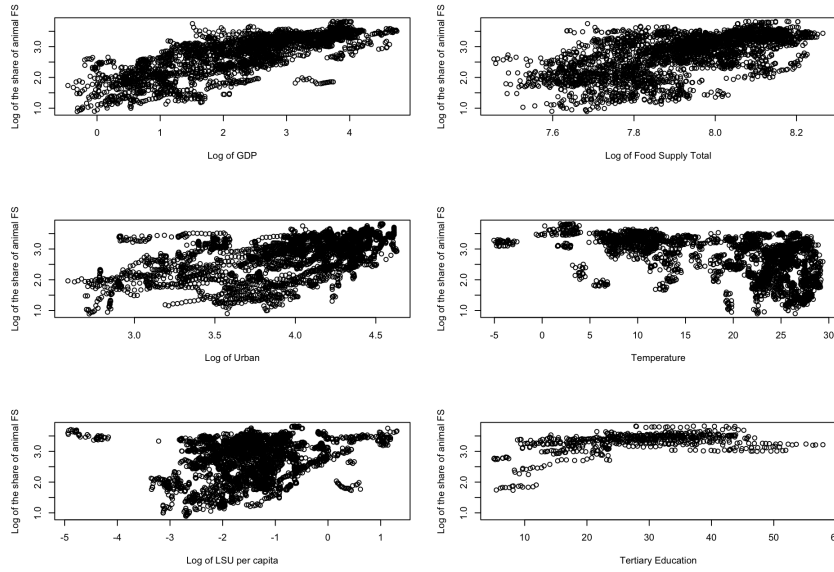 Log of the share of animal FS
1.0 2.0 3.0
0 1 2 3 4
Log of GDP
Log of the share of animal FS
1.0 2.0 3.0
7.6 7.8 8.0 8.2
Log of Food Supply Total
Log of the share of animal FS
1.0 2.0 3.0
3.0 3.5 4.0 4.5
Log of Urban
Log of the share of animal FS
1.0 2.0 3.0
-5 0 5 10 15 20 25 30
Temperature
Log of the share of animal FS
1.0 2.0 3.0
-5 -4 -3 -2 -1 0 1
Log of LSU per capita
Log of the share of animal FS
1.0 2.0 3.0
10 20 30 40 50
Tertiary Education